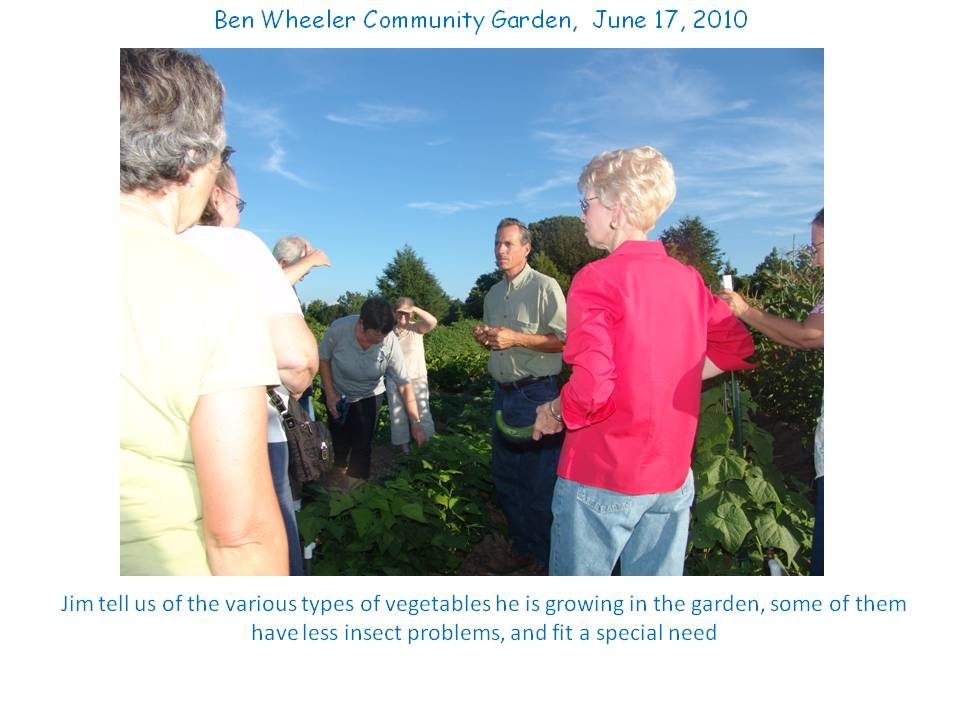 Ben Wheeler Community Garden, June 17, 2010
Jim tell us of the various types of vegetables he is growing in the garden, some of them
have less insect problems, and fit a special need